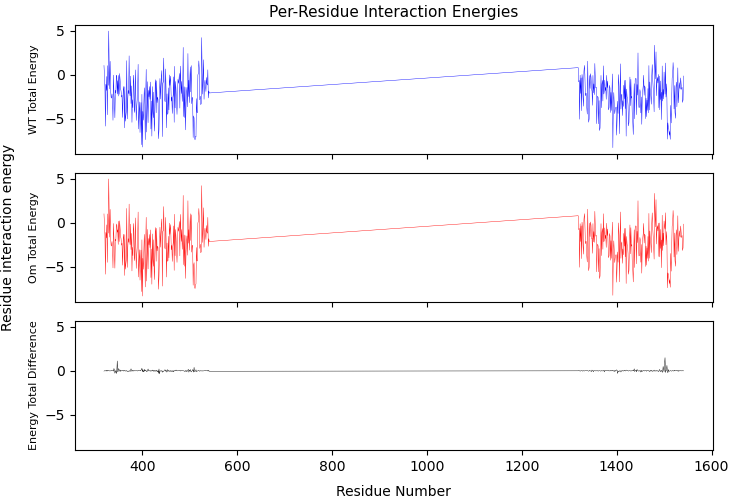 Per-Residue Interaction Energies
Residue interaction energy
WT Total Energy
5
0
−5
Om Total Energy
5
0
−5
Energy Total Difference
5
0
−5
400 600 800 1000 1200 1400 1600
Residue Number